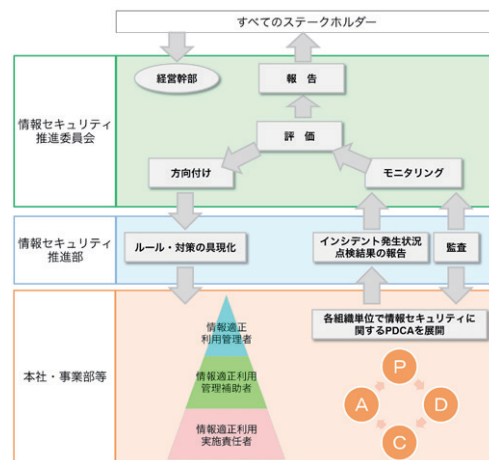 すべてのステークホルダー
経営幹部
報 告
情報セキュリティ
推進委員会
評 価
方向付け
モニタリング
情報セキュリティ
推進部
ルール・対策の具現化
インシデント発生状況
点検結果の報告
監査
本社・事業部等
情報適正
利用管理者
情報適正利用
管理補助者
情報適正利用
実施責任者
各組織単位で情報セキュリティに
関するPDCAを展開
P
A
D
C